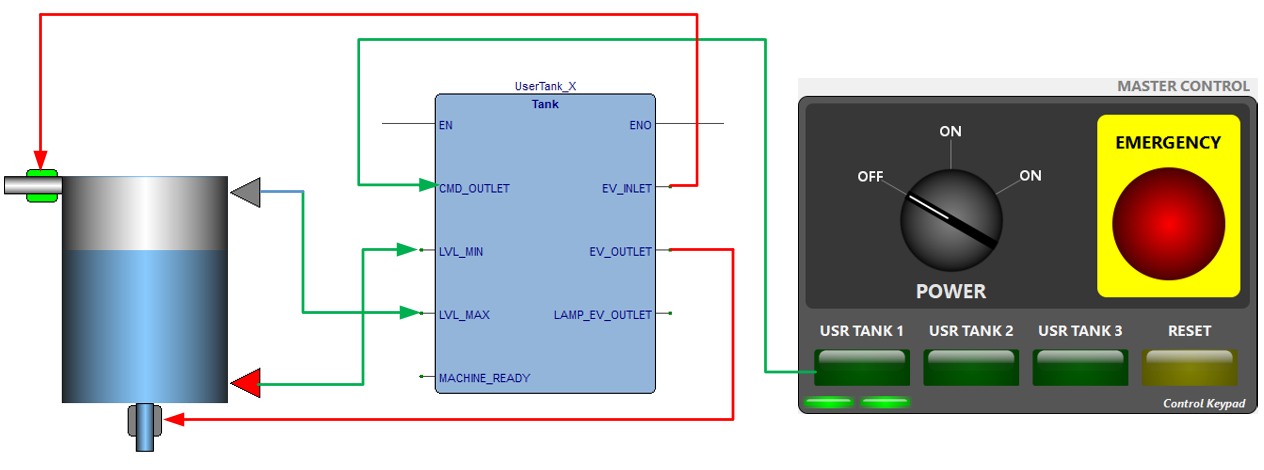 UserTank_X
Tank
EN
ENO
CMD_OUTLET
EV_INLET
LVL_MIN
EV_OUTLET
LVL_MAX
LAMP_EV_OUTLET
MACHINE_READY
MASTER CONTROL
ON
OFF
ON
POWER
EMERGENCY
USR TANK 1
USR TANK 2
USR TANK 3
RESET
Control Keypad